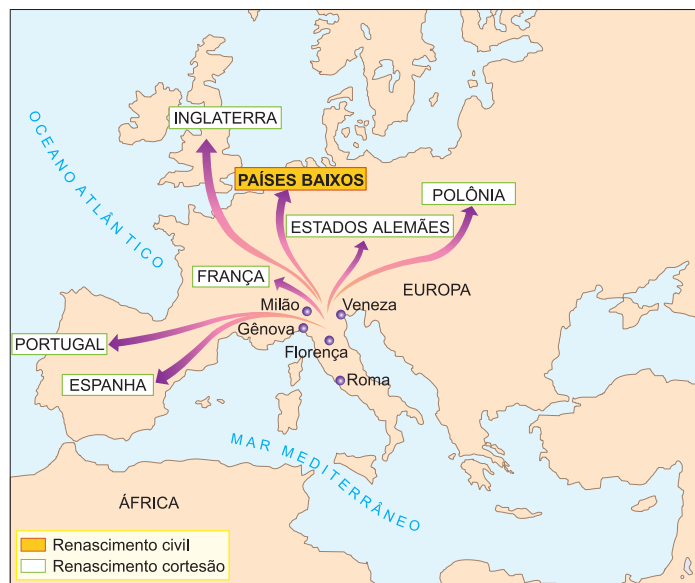 INGLATERRA
OCEANO ATLÂNTICO
PAÍSES BAIXOS
POLÔNIA
ESTADOS ALEMÃES
FRANÇA
EUROPA
Milão
Veneza
Gênova
PORTUGAL
Florença
ESPANHA
Roma
MAR MEDITERRÂNEO
ÁFRICA
Renascimento civil
Renascimento cortesão